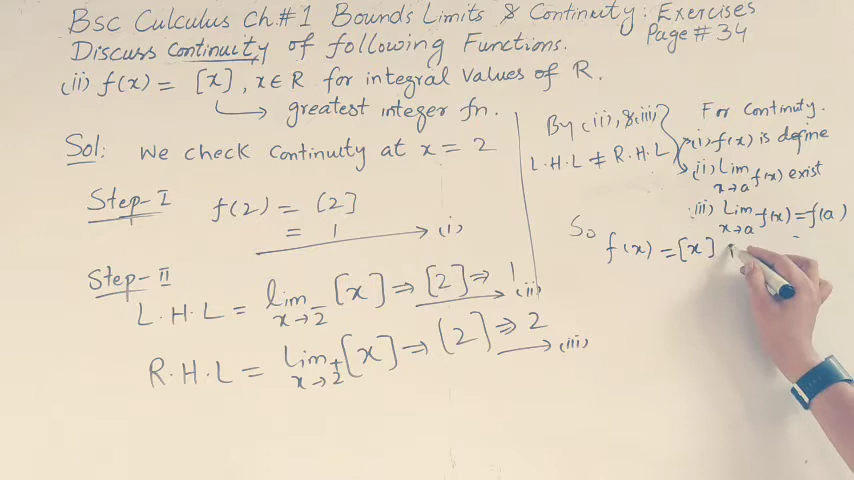 Bsc Calculus Ch.#1 Bounds Limits & Continuity. Exercises
Page # 34
Discuss Continuity of following Functions.
(ii) f(x) = [x], x∈R for integral values of R.
greatest integer fn.
Sol: We check continuity at x = 2
Step-I f(2) = [2]
= 1 → (i)
Step-II
L.H.L = lim x→2⁻ [x] ⇒ [2] ⇒ 1 → (ii)
R.H.L = lim x→2⁺ [x] ⇒ [2] ⇒ 2 → (iii)
By (ii), & (iii)
L.H.L ≠ R.H.L
For Continuty.
(i) f(x) is define
(ii) Lim x→a f(x) exist
(iii) Lim x→a f(x) = f(a)
So
f(x) = [x]